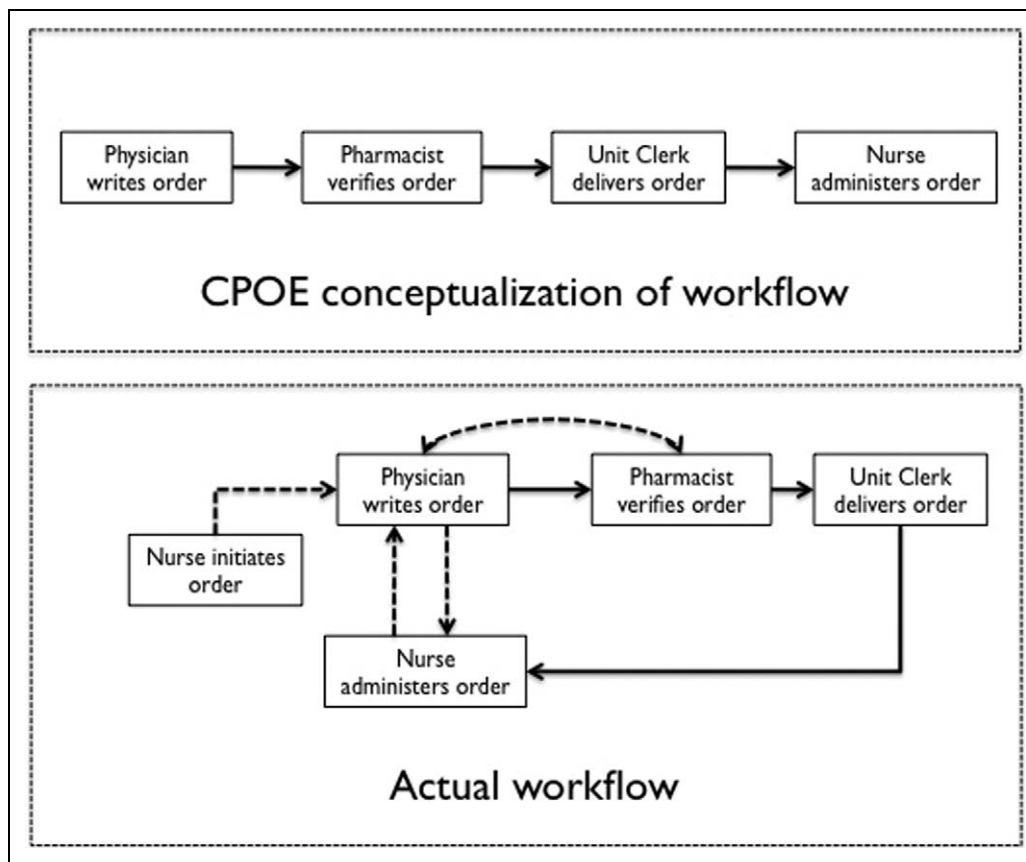 Physician
writes order
Pharmacist
verifies order
Unit Clerk
delivers order
Nurse
administers order
CPOE conceptualization of workflow
Physician
writes order
Pharmacist
verifies order
Unit Clerk
delivers order
Nurse initiates
order
Nurse
administers order
Actual workflow